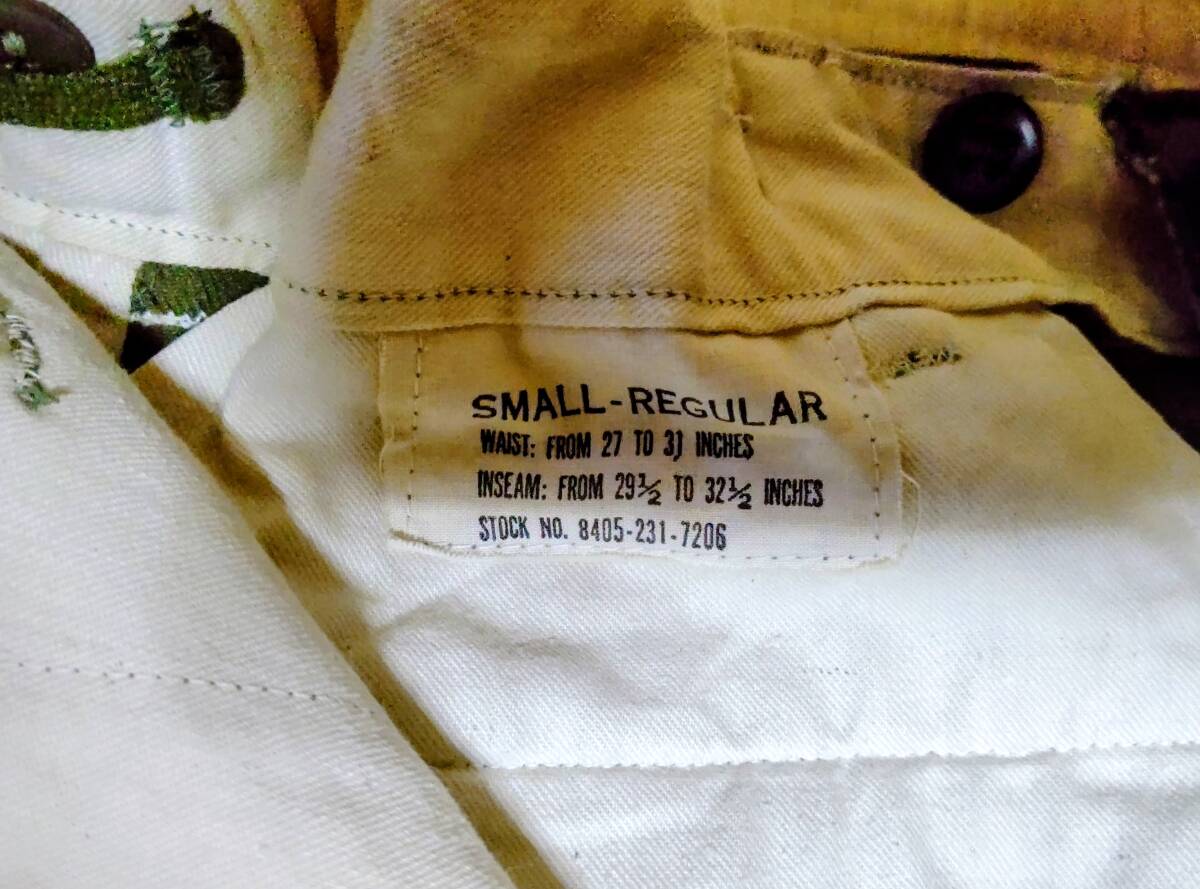 SMALL-REGULAR
WAIST: FROM 27 TO 31 INCHES
INSEAM: FROM 29½ TO 32½ INCHES
STOCK NO. 8405-231-7206